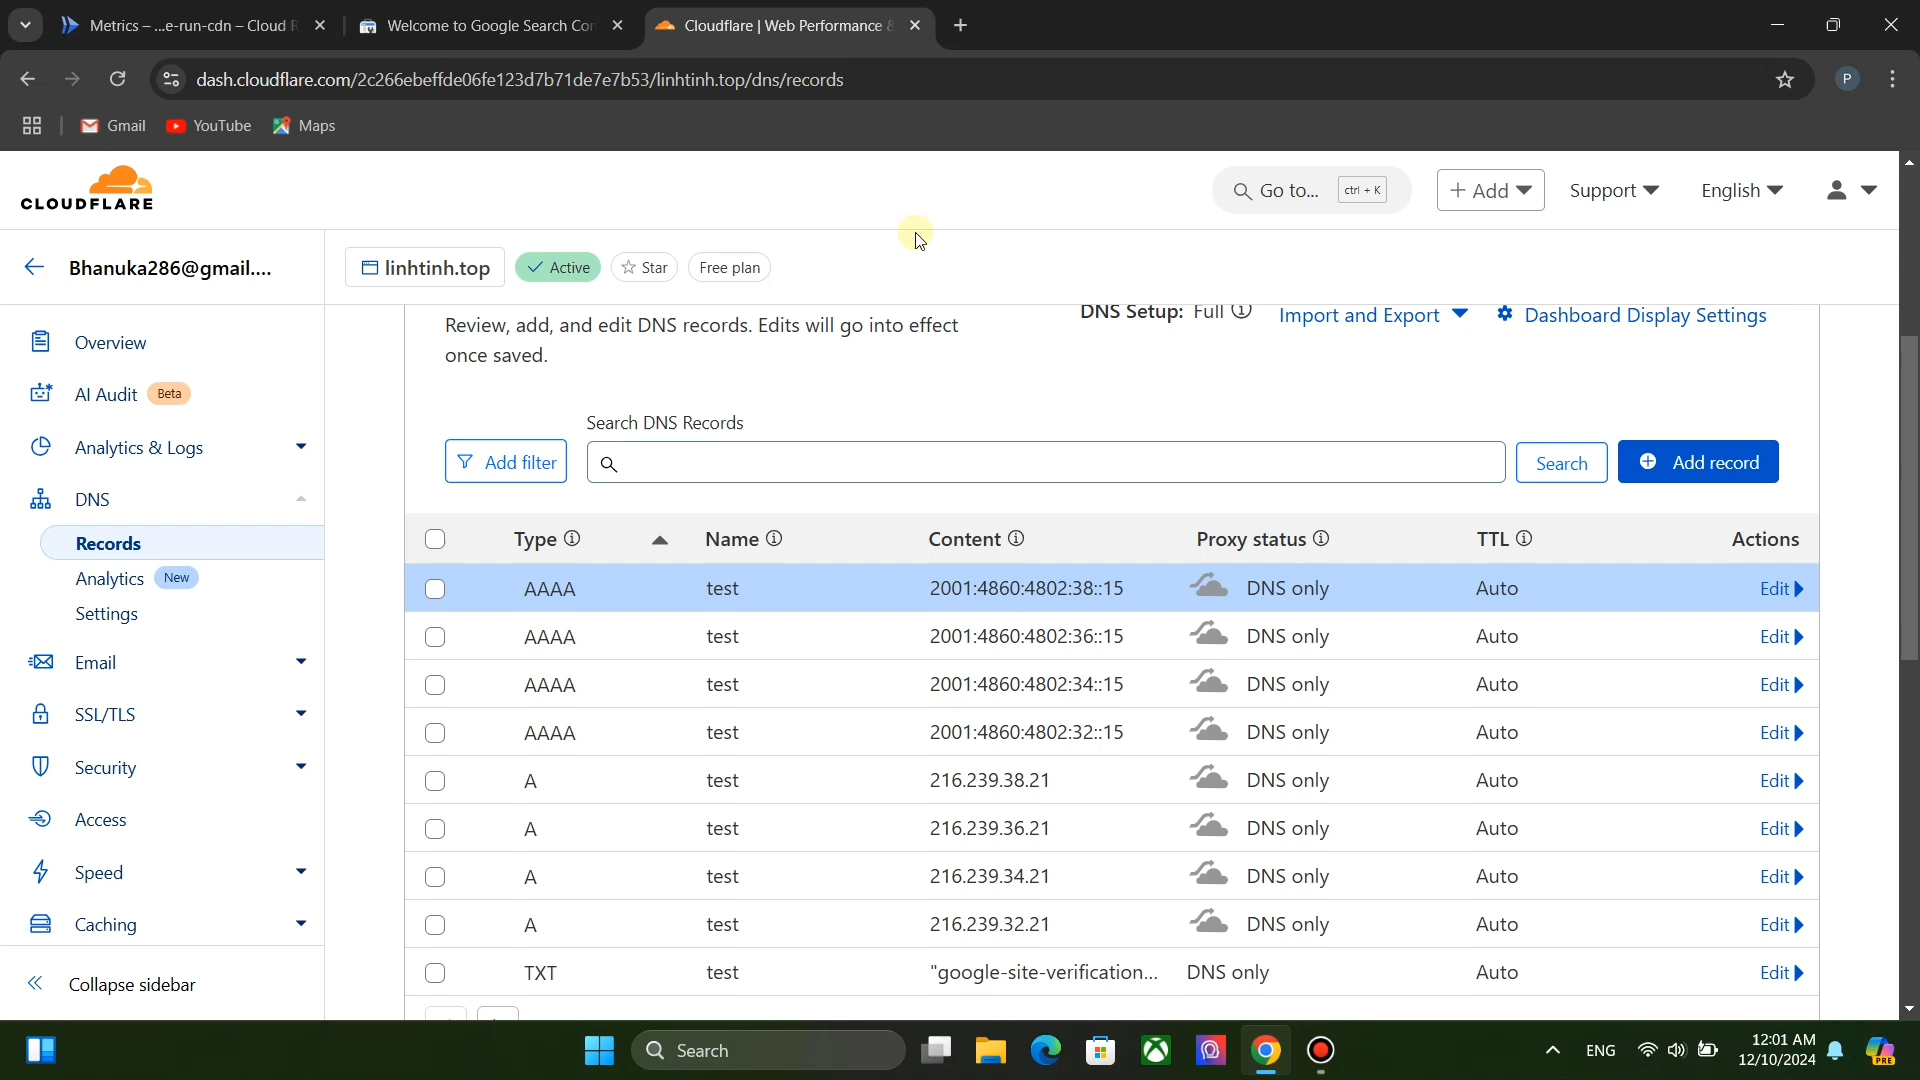 Metrics – ...e-run-cdn – Cloud R
Welcome to Google Search Con
Cloudflare | Web Performance &
dash.cloudflare.com/2c266ebeffde06fe123d7b71de7e7b53/linhtinh.top/dns/records
P
Gmail
YouTube
Maps
CLOUDFLARE
Go to...
ctrl + K
+ Add
Support
English
Bhanuka286@gmail....
linhtinh.top
Active
Star
Free plan
Overview
AI Audit
Beta
Analytics & Logs
DNS
Records
Analytics
New
Settings
Email
SSL/TLS
Security
Access
Speed
Caching
Collapse sidebar
Review, add, and edit DNS records. Edits will go into effect
once saved.
DNS Setup: Full
Import and Export
Dashboard Display Settings
Search DNS Records
Add filter
Search
Add record
Type Name Content Proxy status TTL Actions
AAAA test 2001:4860:4802:38::15 DNS only Auto Edit
AAAA test 2001:4860:4802:36::15 DNS only Auto Edit
AAAA test 2001:4860:4802:34::15 DNS only Auto Edit
AAAA test 2001:4860:4802:32::15 DNS only Auto Edit
A test 216.239.38.21 DNS only Auto Edit
A test 216.239.36.21 DNS only Auto Edit
A test 216.239.34.21 DNS only Auto Edit
A test 216.239.32.21 DNS only Auto Edit
TXT test "google-site-verification... DNS only Auto Edit
Search
ENG
12:01 AM
12/10/2024
PRE